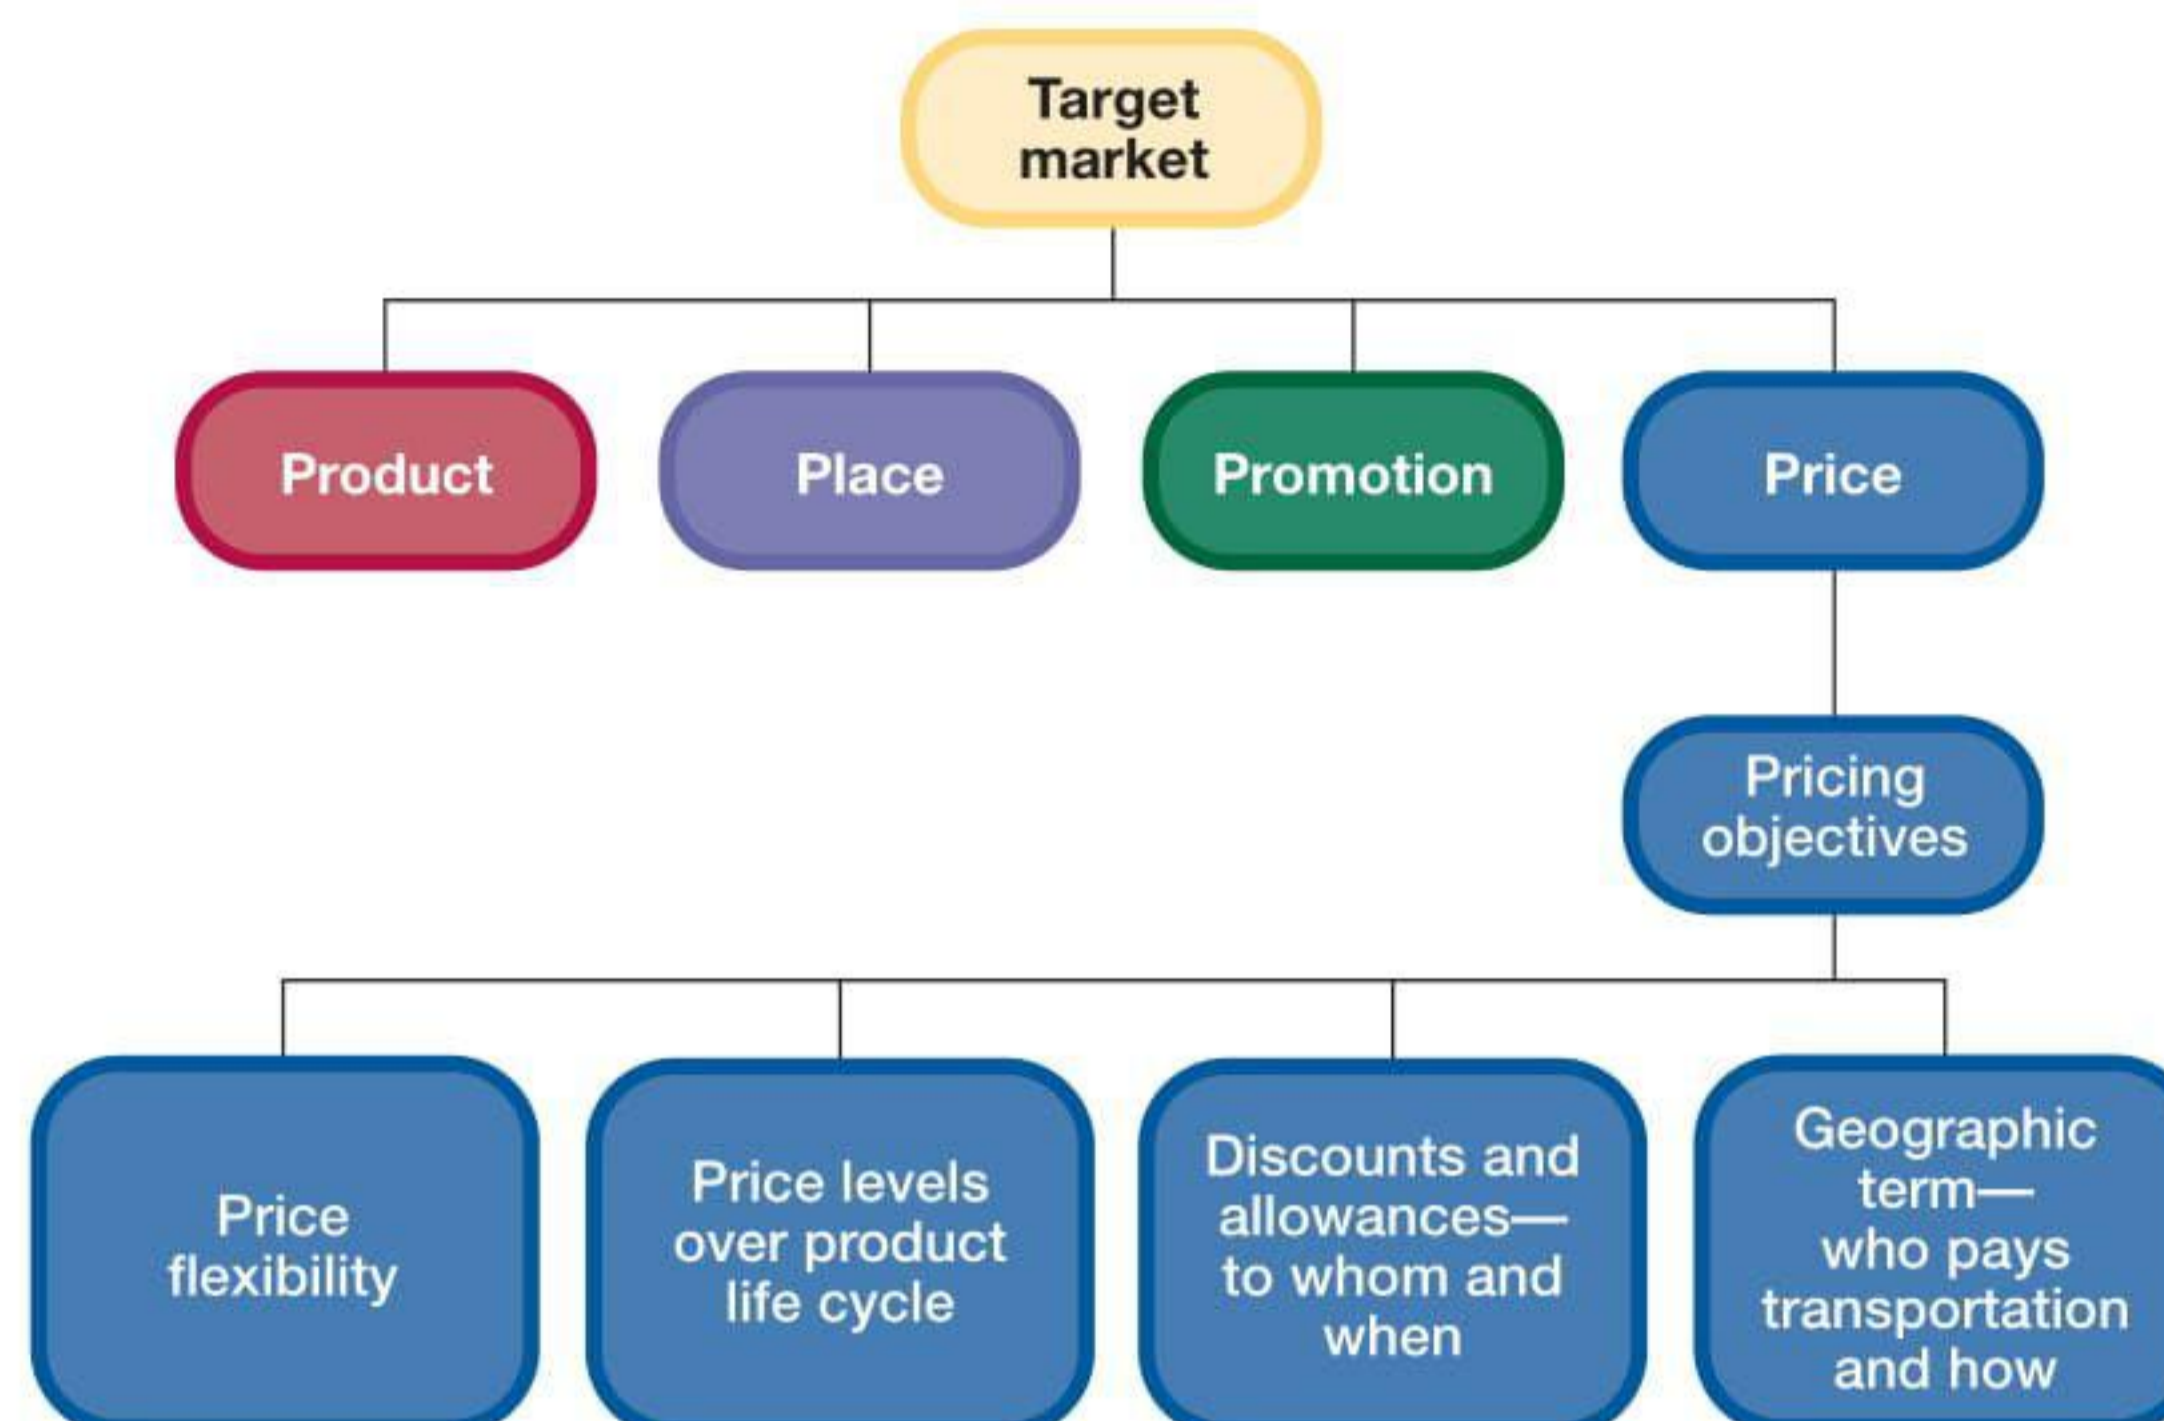 Target
market
Product
Place
Promotion
Price
Pricing
objectives
Price
flexibility
Price levels
over product
life cycle
Discounts and
allowances—
to whom and
when
Geographic
term—
who pays
transportation
and how